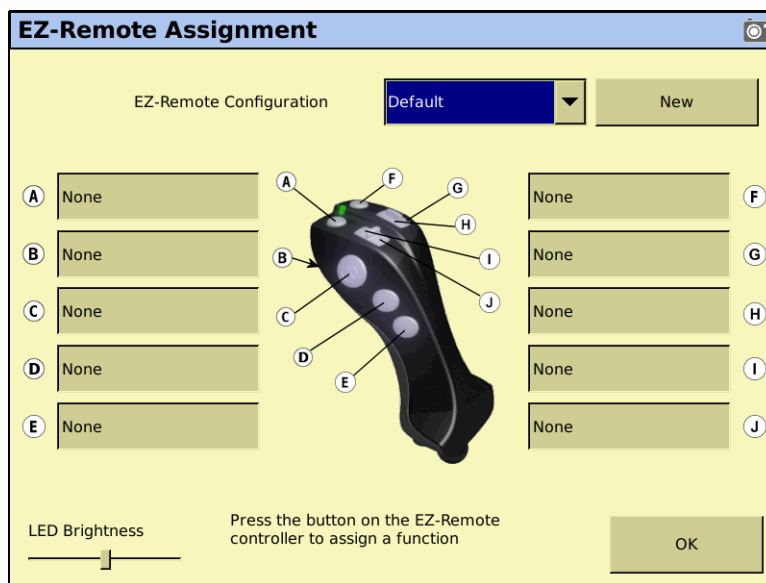 EZ-Remote Assignment
EZ-Remote Configuration
Default
New
A
None
B
None
C
None
D
None
E
None
A
F
G
H
B
I
C
J
D
E
None
F
None
G
None
H
None
I
None
J
LED Brightness
Press the button on the EZ-Remote
controller to assign a function
OK